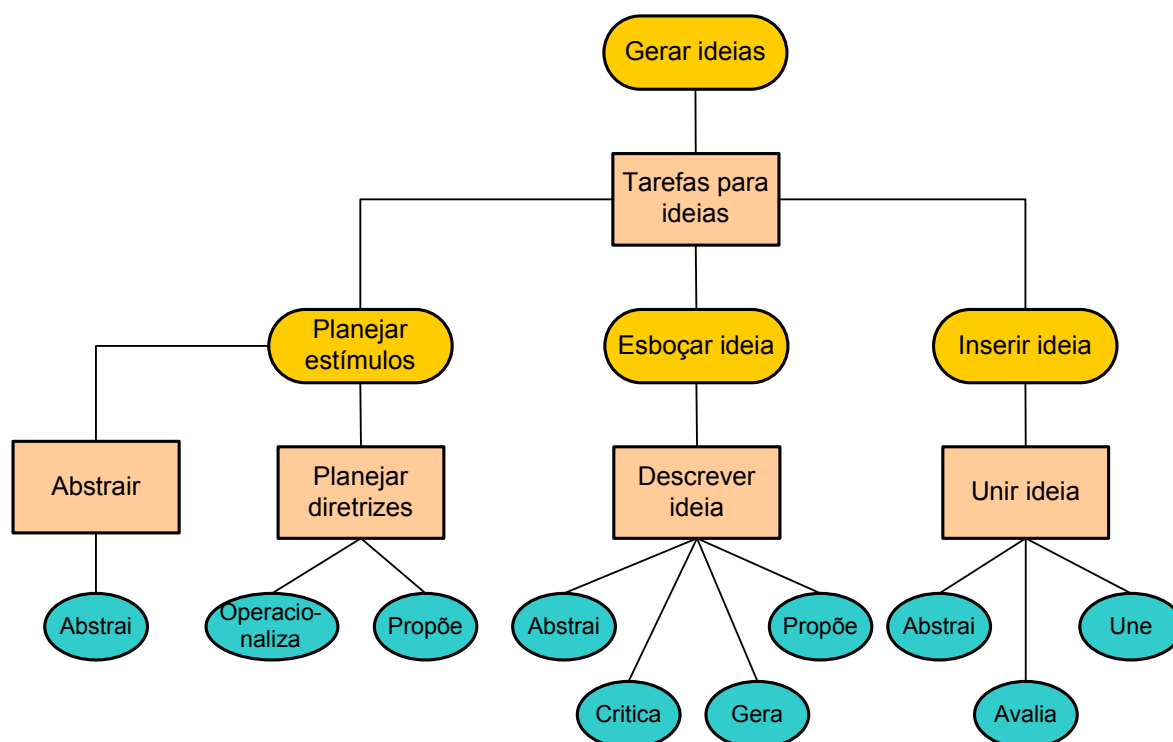 Gerar ideias
Tarefas para
ideias
Planejar
estímulos
Esboçar ideia
Inserir ideia
Abstrair
Planejar
diretrizes
Descrever
ideia
Unir ideia
Abstrai
Operacio-
naliza
Propõe
Abstrai
Propõe
Abstrai
Une
Critica
Gera
Avalia